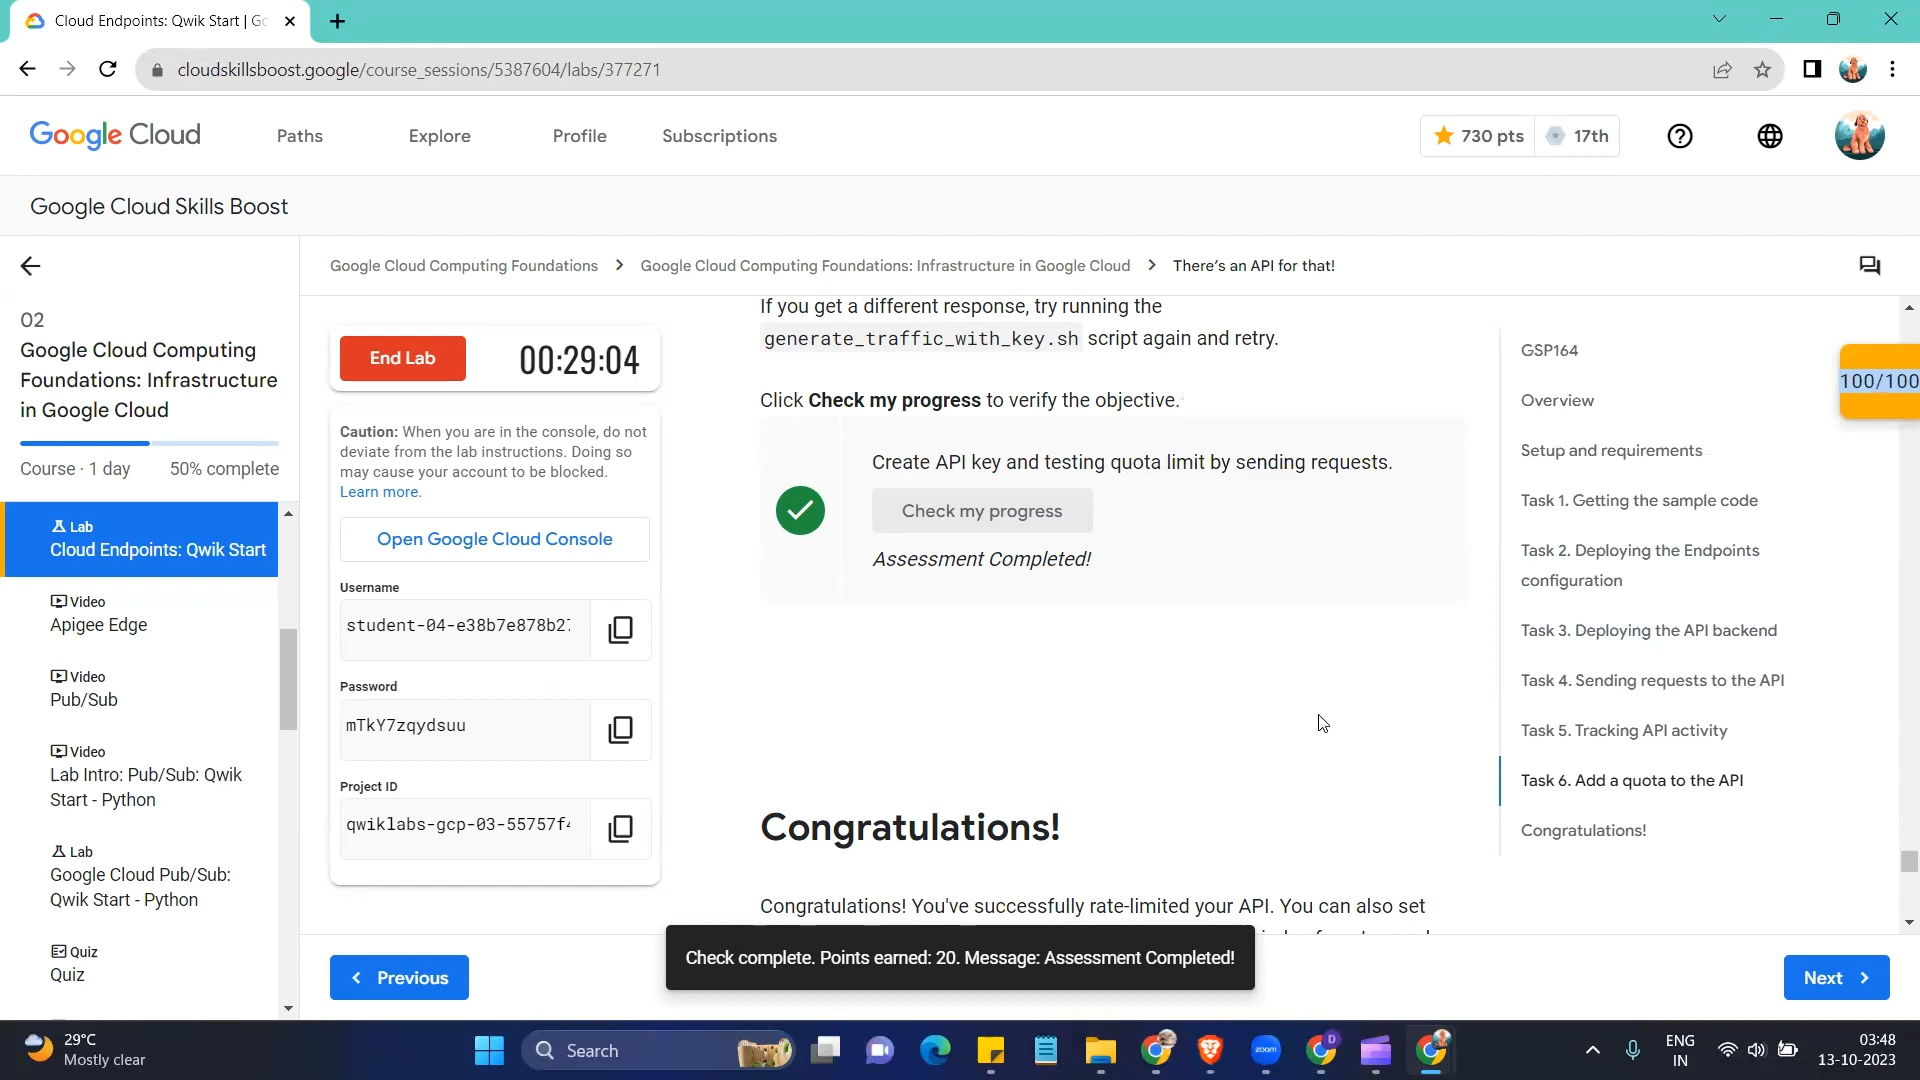 Cloud Endpoints: Qwik Start | Go
cloudskillsboost.google/course_sessions/5387604/labs/377271
Google Cloud
Paths
Explore
Profile
Subscriptions
730 pts
17th
Google Cloud Skills Boost
Google Cloud Computing Foundations
Google Cloud Computing Foundations: Infrastructure in Google Cloud
There's an API for that!
02
Google Cloud Computing
Foundations: Infrastructure
in Google Cloud
Course · 1 day
50% complete
Lab
Cloud Endpoints: Qwik Start
Video
Apigee Edge
Video
Pub/Sub
Video
Lab Intro: Pub/Sub: Qwik
Start - Python
Lab
Google Cloud Pub/Sub:
Qwik Start - Python
Quiz
Quiz
End Lab
00:29:04
Caution: When you are in the console, do not
deviate from the lab instructions. Doing so
may cause your account to be blocked.
Learn more.
Open Google Cloud Console
Username
student-04-e38b7e878b27
Password
mTkY7zqydsuu
Project ID
qwiklabs-gcp-03-55757f4
If you get a different response, try running the
generate_traffic_with_key.sh script again and retry.
Click Check my progress to verify the objective.
Create API key and testing quota limit by sending requests.
Check my progress
Assessment Completed!
Congratulations!
Congratulations! You've successfully rate-limited your API. You can also set
Check complete. Points earned: 20. Message: Assessment Completed!
GSP164
Overview
Setup and requirements
Task 1. Getting the sample code
Task 2. Deploying the Endpoints
configuration
Task 3. Deploying the API backend
Task 4. Sending requests to the API
Task 5. Tracking API activity
Task 6. Add a quota to the API
Congratulations!
100/100
Previous
Next
29°C
Mostly clear
Search
zoom
D
ENG
IN
03:48
13-10-2023